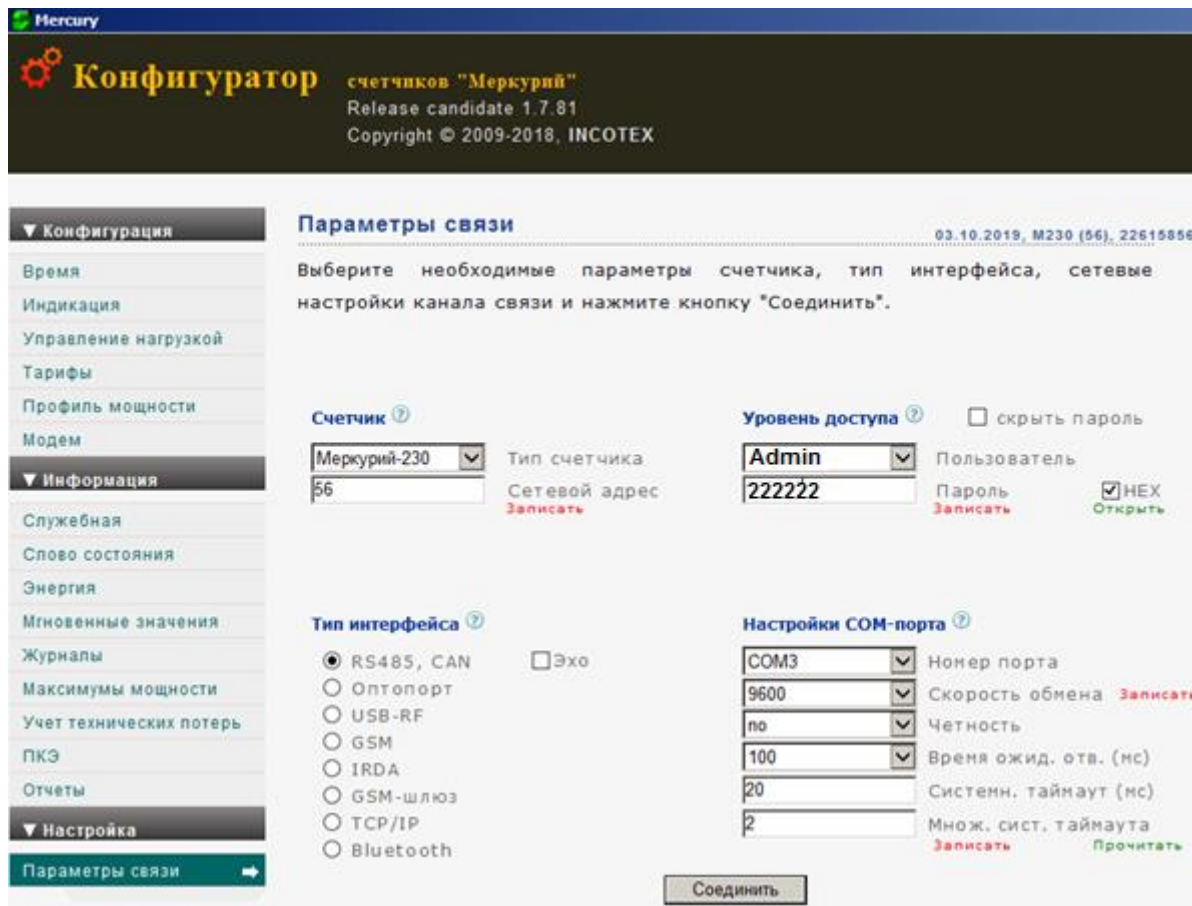 Mercury
Конфигуратор счетчиков "Меркурий"
Release candidate 1.7.81
Copyright © 2009-2018, INCOTEX
▼ Конфигурация
Время
Индикация
Управление нагрузкой
Тарифы
Профиль мощности
Модем
▼ Информация
Служебная
Слово состояния
Энергия
Мгновенные значения
Журналы
Максимумы мощности
Учет технических потерь
ПКЭ
Отчеты
▼ Настройка
Параметры связи
Параметры связи
03.10.2019, М230 (56), 22615856
Выберите необходимые параметры счетчика, тип интерфейса, сетевые
настройки канала связи и нажмите кнопку "Соединить".
Счетчик ?
Меркурий-230 Тип счетчика
56 Сетевой адрес
Записать
Уровень доступа ? скрыть пароль
Admin Пользователь
222222 Пароль HEX
Записать Открыть
Тип интерфейса ?
RS485, CAN Эхо
Оптопорт
USB-RF
GSM
IRDA
GSM-шлюз
TCP/IP
Bluetooth
Настройки COM-порта ?
COM3 Номер порта
9600 Скорость обмена Записать
no Четность
100 Время ожид. отв. (мс)
20 Системн. таймаут (мс)
2 Множ. сист. таймаута
Записать Прочитать
Соединить